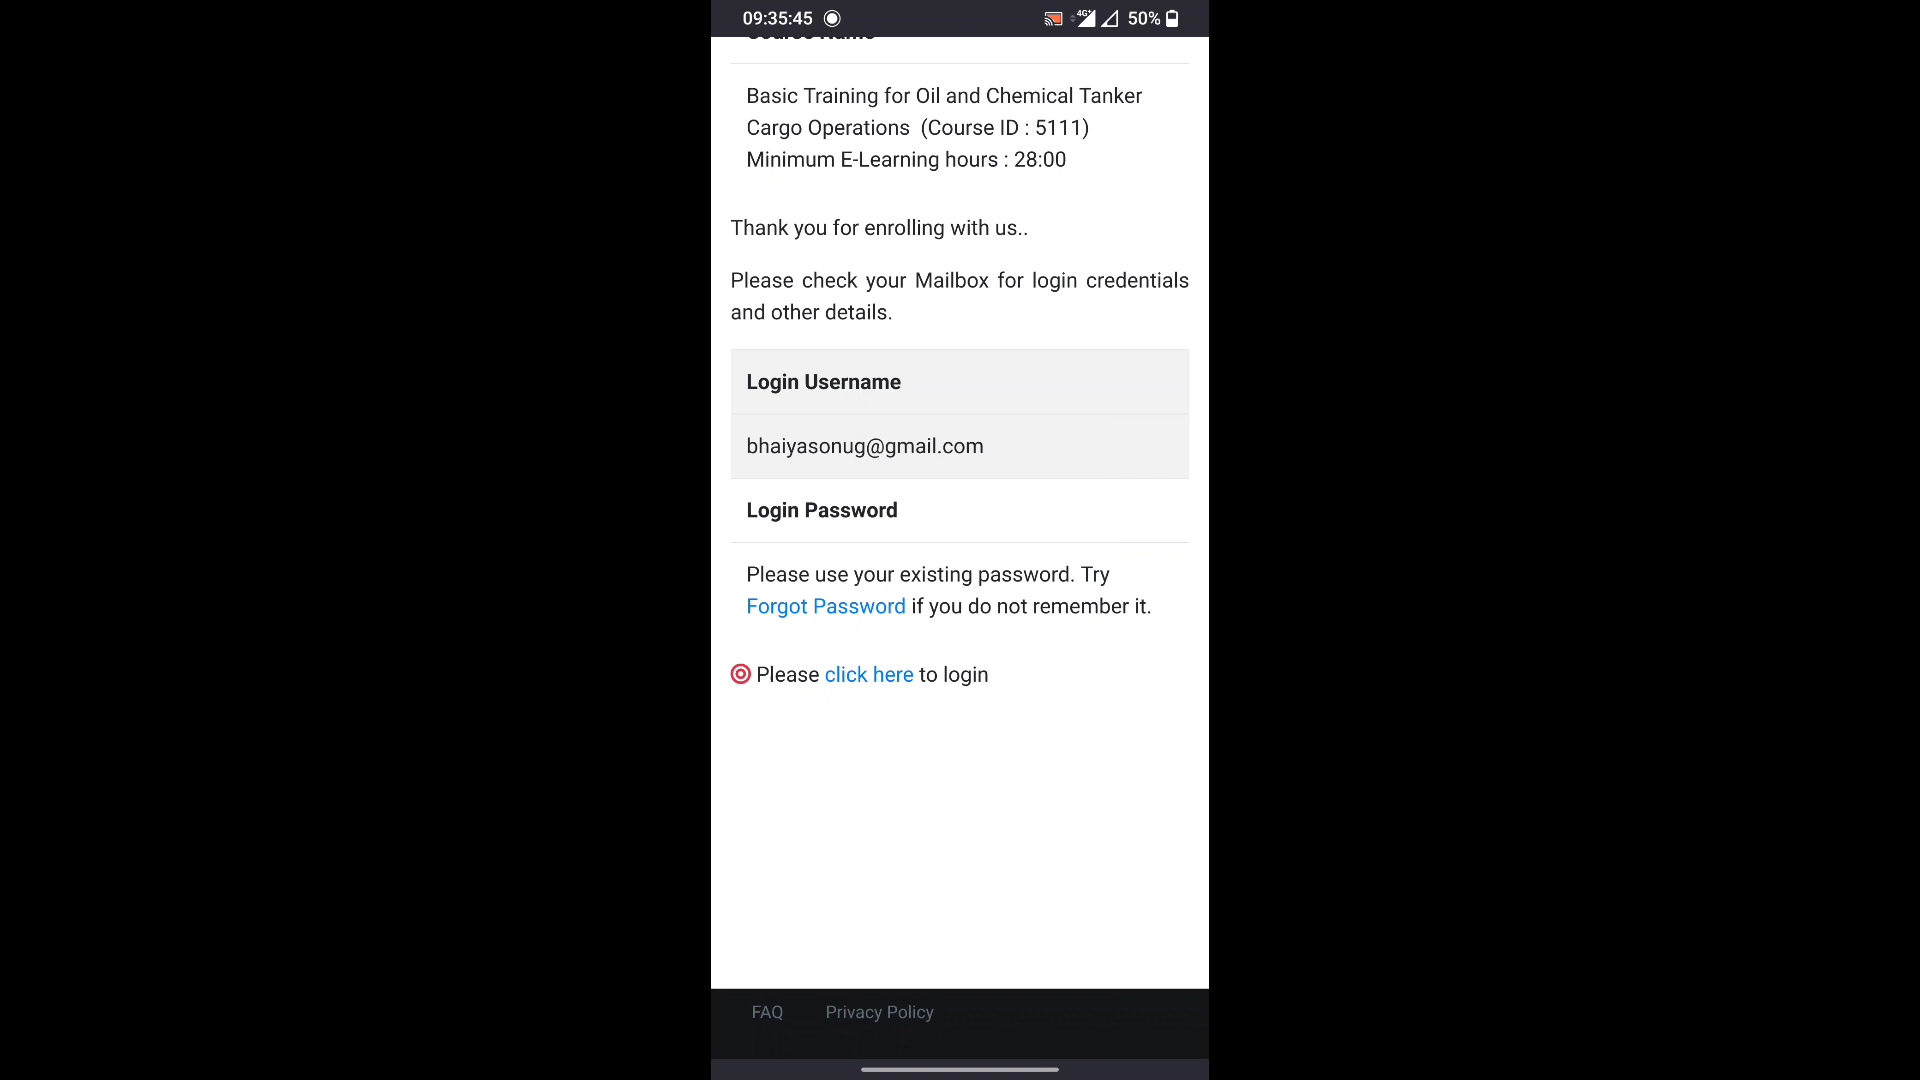 09:35:45
4G+ 50%
Course Name
Basic Training for Oil and Chemical Tanker
Cargo Operations (Course ID : 5111)
Minimum E-Learning hours : 28:00
Thank you for enrolling with us..
Please check your Mailbox for login credentials
and other details.
Login Username
bhaiyasonug@gmail.com
Login Password
Please use your existing password. Try
Forgot Password if you do not remember it.
Please click here to login
FAQ Privacy Policy